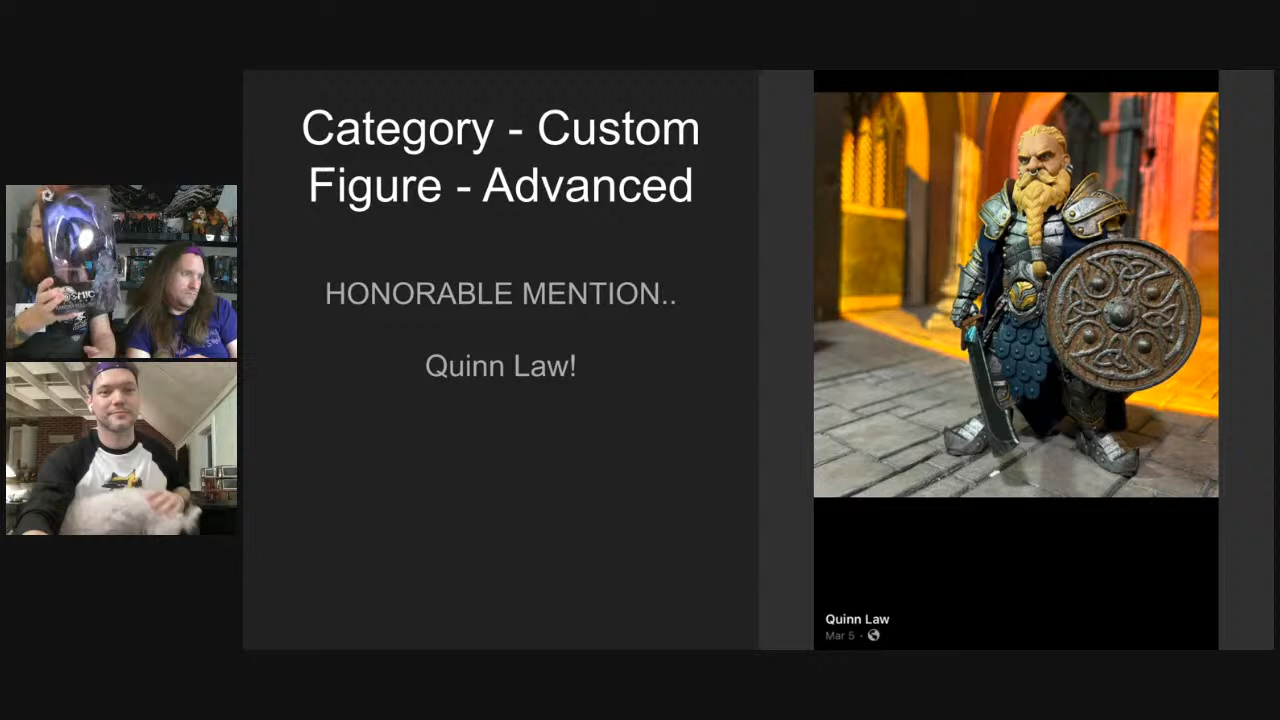 Category - Custom
Figure - Advanced
HONORABLE MENTION..
Quinn Law!
Quinn Law
Mar 5 ·